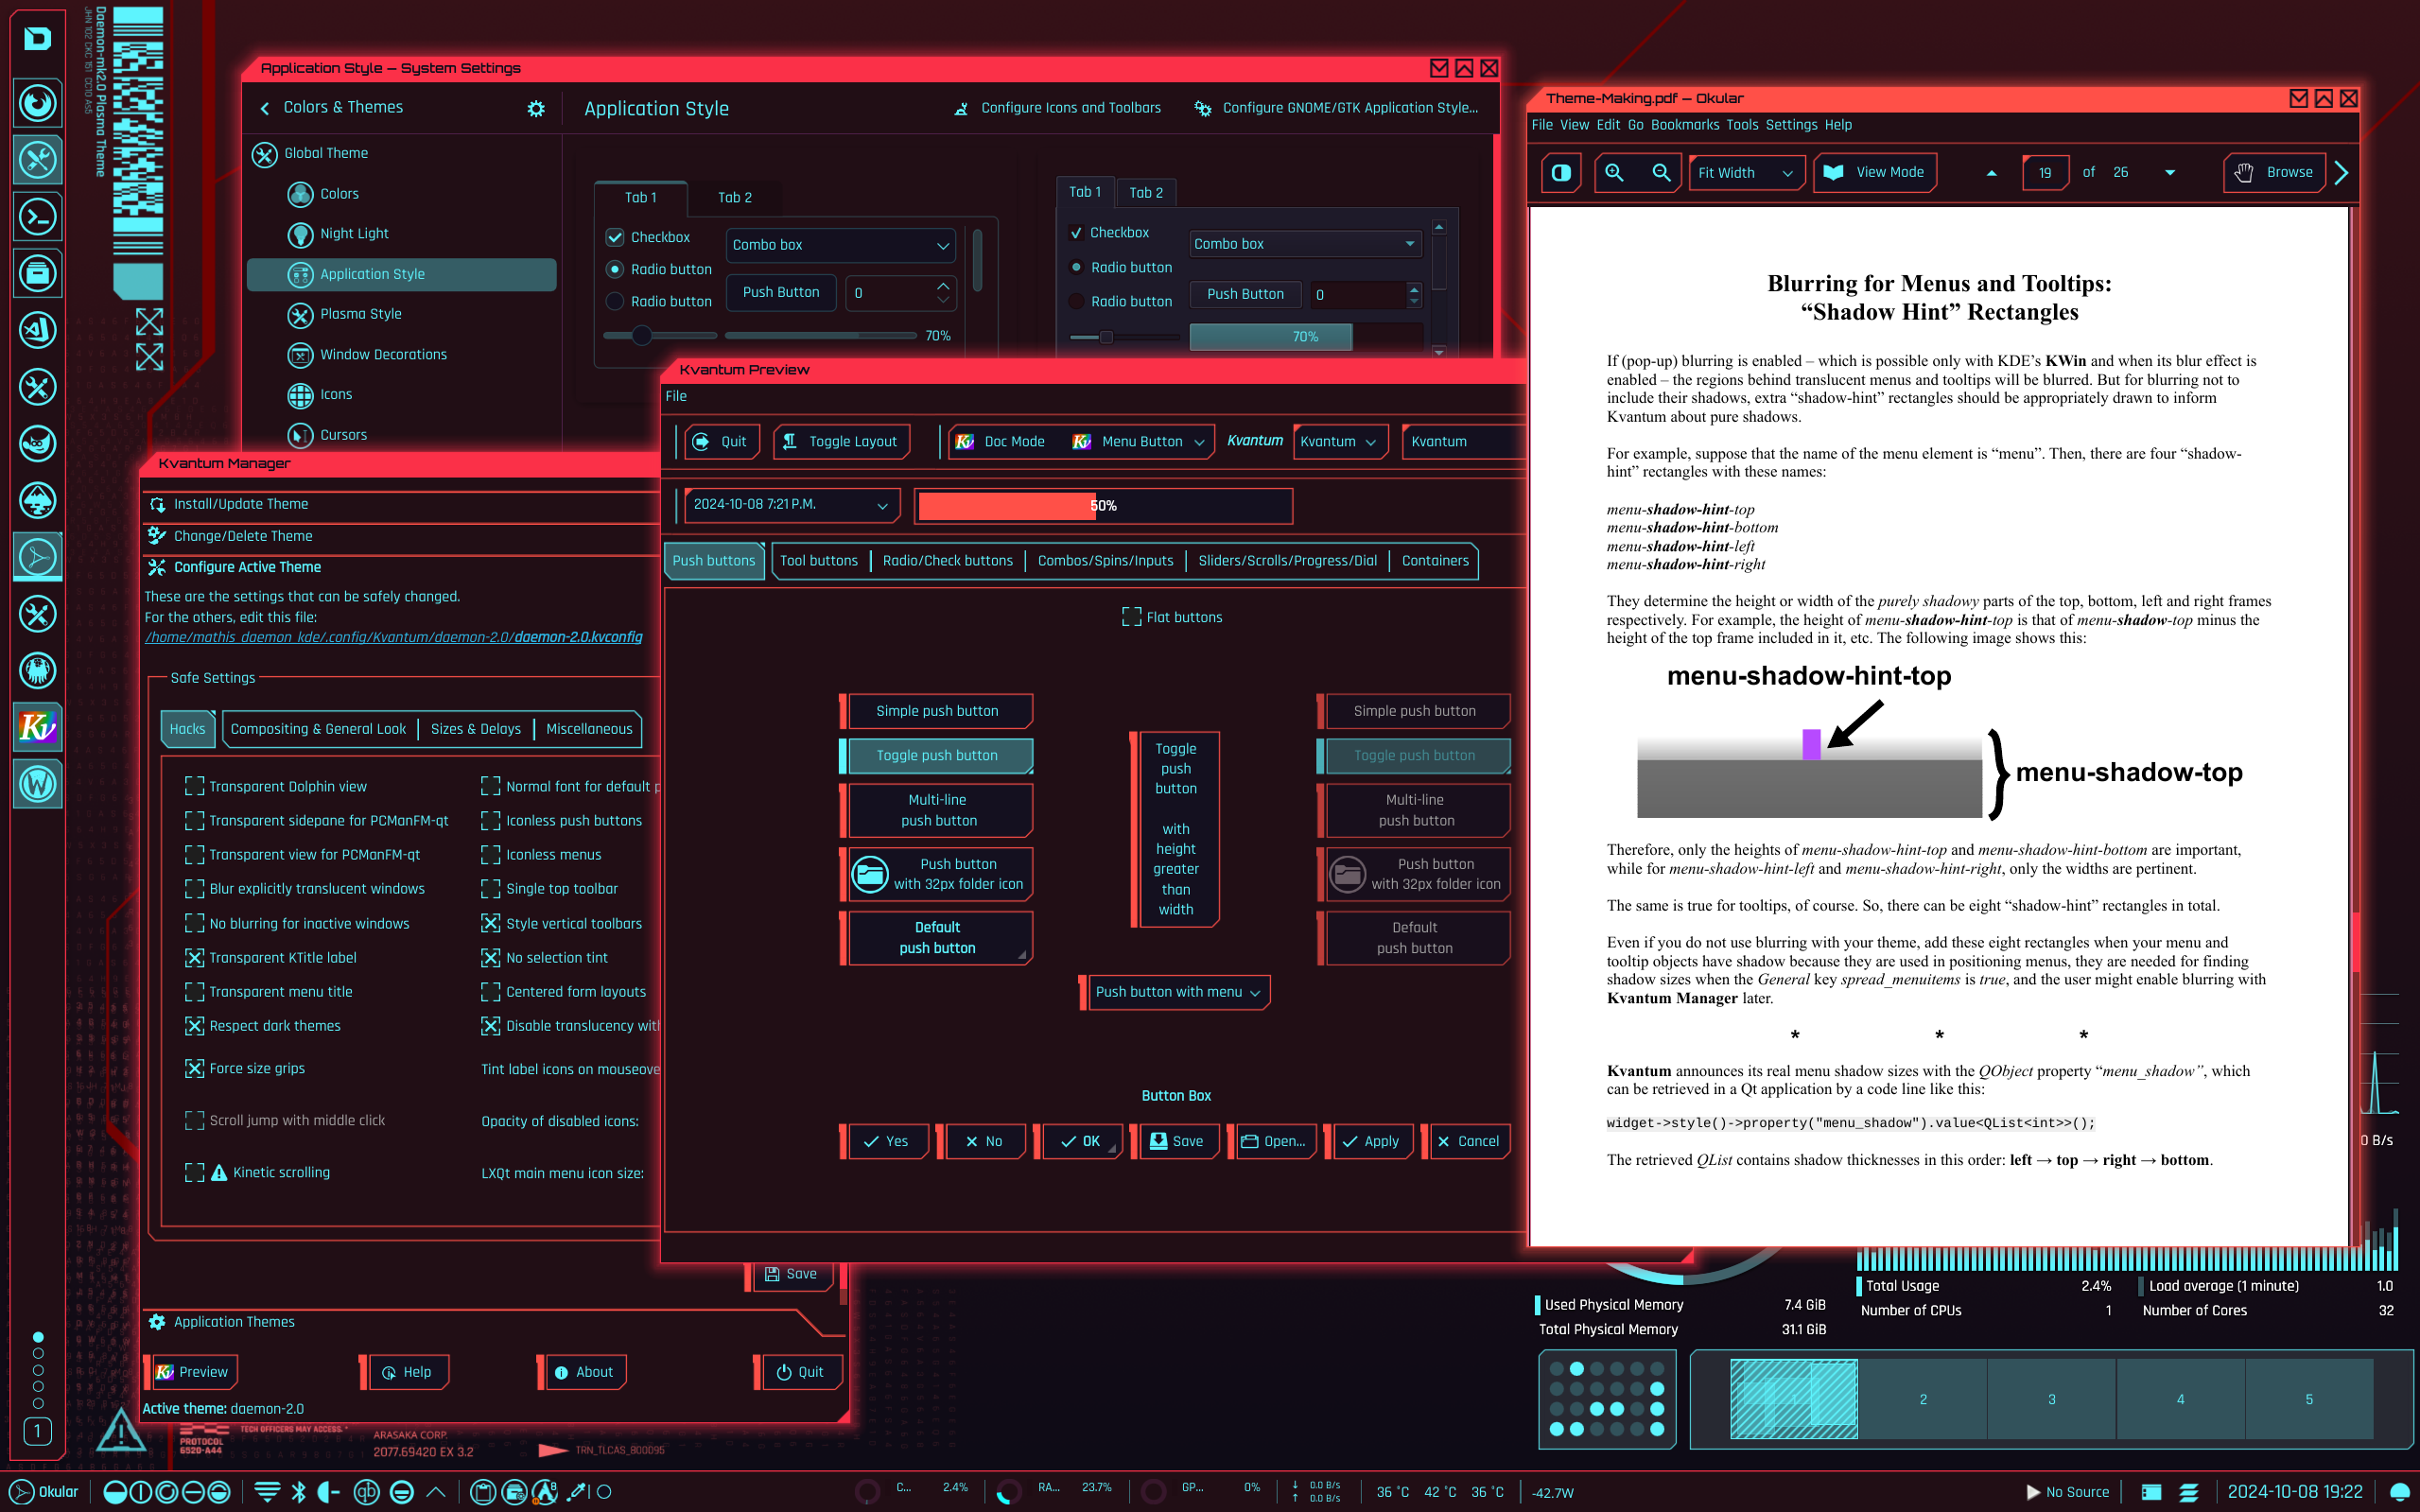 Daemon-mk2.0 Plasma Theme
Application Style — System Settings
Colors & Themes
Application Style
Configure Icons and Toolbars
Configure GNOME/GTK Application Style...
Global Theme
Colors
Night Light
Application Style
Plasma Style
Window Decorations
Icons
Cursors
Tab 1
Tab 2
Checkbox
Combo box
Radio button
Push Button
0
Radio button
70%
Tab 1
Tab 2
Checkbox
Combo box
Radio button
Push Button
0
Radio button
70%
Kvantum Manager
Install/Update Theme
Change/Delete Theme
Configure Active Theme
These are the settings that can be safely changed.
For the others, edit this file:
/home/mathis_daemon_kde/.config/Kvantum/daemon-2.0/daemon-2.0.kvconfig
Safe Settings
Hacks
Compositing & General Look
Sizes & Delays
Miscellaneous
Transparent Dolphin view
Normal font for default p
Transparent sidepane for PCManFM-qt
Iconless push buttons
Transparent view for PCManFM-qt
Iconless menus
Blur explicitly translucent windows
Single top toolbar
No blurring for inactive windows
Style vertical toolbars
Transparent KTitle label
No selection tint
Transparent menu title
Centered form layouts
Respect dark themes
Disable translucency with
Force size grips
Tint label icons on mouseove
Scroll jump with middle click
Opacity of disabled icons:
Kinetic scrolling
LXQt main menu icon size:
Save
Application Themes
Preview
Help
About
Quit
Active theme: daemon-2.0
Kvantum Preview
File
Quit
Toggle Layout
Kv
Doc Mode
Kv
Menu Button
Kvantum
Kvantum
Kvantum
2024-10-08 7:21 P.M.
50%
Push buttons
Tool buttons
Radio/Check buttons
Combos/Spins/Inputs
Sliders/Scrolls/Progress/Dial
Containers
Flat buttons
Simple push button
Toggle push button
Multi-line
push button
Push button
with 32px folder icon
Default
push button
Toggle
push
button
with
height
greater
than
width
Push button with menu
Simple push button
Toggle push button
Multi-line
push button
Push button
with 32px folder icon
Default
push button
Button Box
Yes
No
OK
Save
Open...
Apply
Cancel
Theme-Making.pdf — Okular
File View Edit Go Bookmarks Tools Settings Help
Fit Width
View Mode
19 of 26
Browse
Blurring for Menus and Tooltips:
“Shadow Hint” Rectangles
If (pop-up) blurring is enabled – which is possible only with KDE’s KWin and when its blur effect is
enabled – the regions behind translucent menus and tooltips will be blurred. But for blurring not to
include their shadows, extra “shadow-hint” rectangles should be appropriately drawn to inform
Kvantum about pure shadows.
For example, suppose that the name of the menu element is “menu”. Then, there are four “shadow-
hint” rectangles with these names:
menu-shadow-hint-top
menu-shadow-hint-bottom
menu-shadow-hint-left
menu-shadow-hint-right
They determine the height or width of the purely shadowy parts of the top, bottom, left and right frames
respectively. For example, the height of menu-shadow-hint-top is that of menu-shadow-top minus the
height of the top frame included in it, etc. The following image shows this:
menu-shadow-hint-top
menu-shadow-top
Therefore, only the heights of menu-shadow-hint-top and menu-shadow-hint-bottom are important,
while for menu-shadow-hint-left and menu-shadow-hint-right, only the widths are pertinent.
The same is true for tooltips, of course. So, there can be eight “shadow-hint” rectangles in total.
Even if you do not use blurring with your theme, add these eight rectangles when your menu and
tooltip objects have shadow because they are used in positioning menus, they are needed for finding
shadow sizes when the General key spread_menuitems is true, and the user might enable blurring with
Kvantum Manager later.
* * *
Kvantum announces its real menu shadow sizes with the QObject property “menu_shadow”, which
can be retrieved in a Qt application by a code line like this:
widget->style()->property("menu_shadow").value<QList<int>>();
The retrieved QList contains shadow thicknesses in this order: left → top → right → bottom.
0 B/s
Used Physical Memory 7.4 GiB
Total Physical Memory 31.1 GiB
Total Usage 2.4%
Number of CPUs 1
Load average (1 minute) 1.0
Number of Cores 32
1
2
3
4
5
Kv
1
TECH OFFICERS MAY ACCESS.
PROTOCOL
6520-A44
ARASAKA CORP.
2077.69420 EX 3.2
TRN_TLCAS_800095
Okular
C... 2.4%
RA... 23.7%
GP... 0%
↓ 0.0 B/s
↑ 0.0 B/s
36 °C 42 °C 36 °C
-42.7W
No Source
2024-10-08 19:22